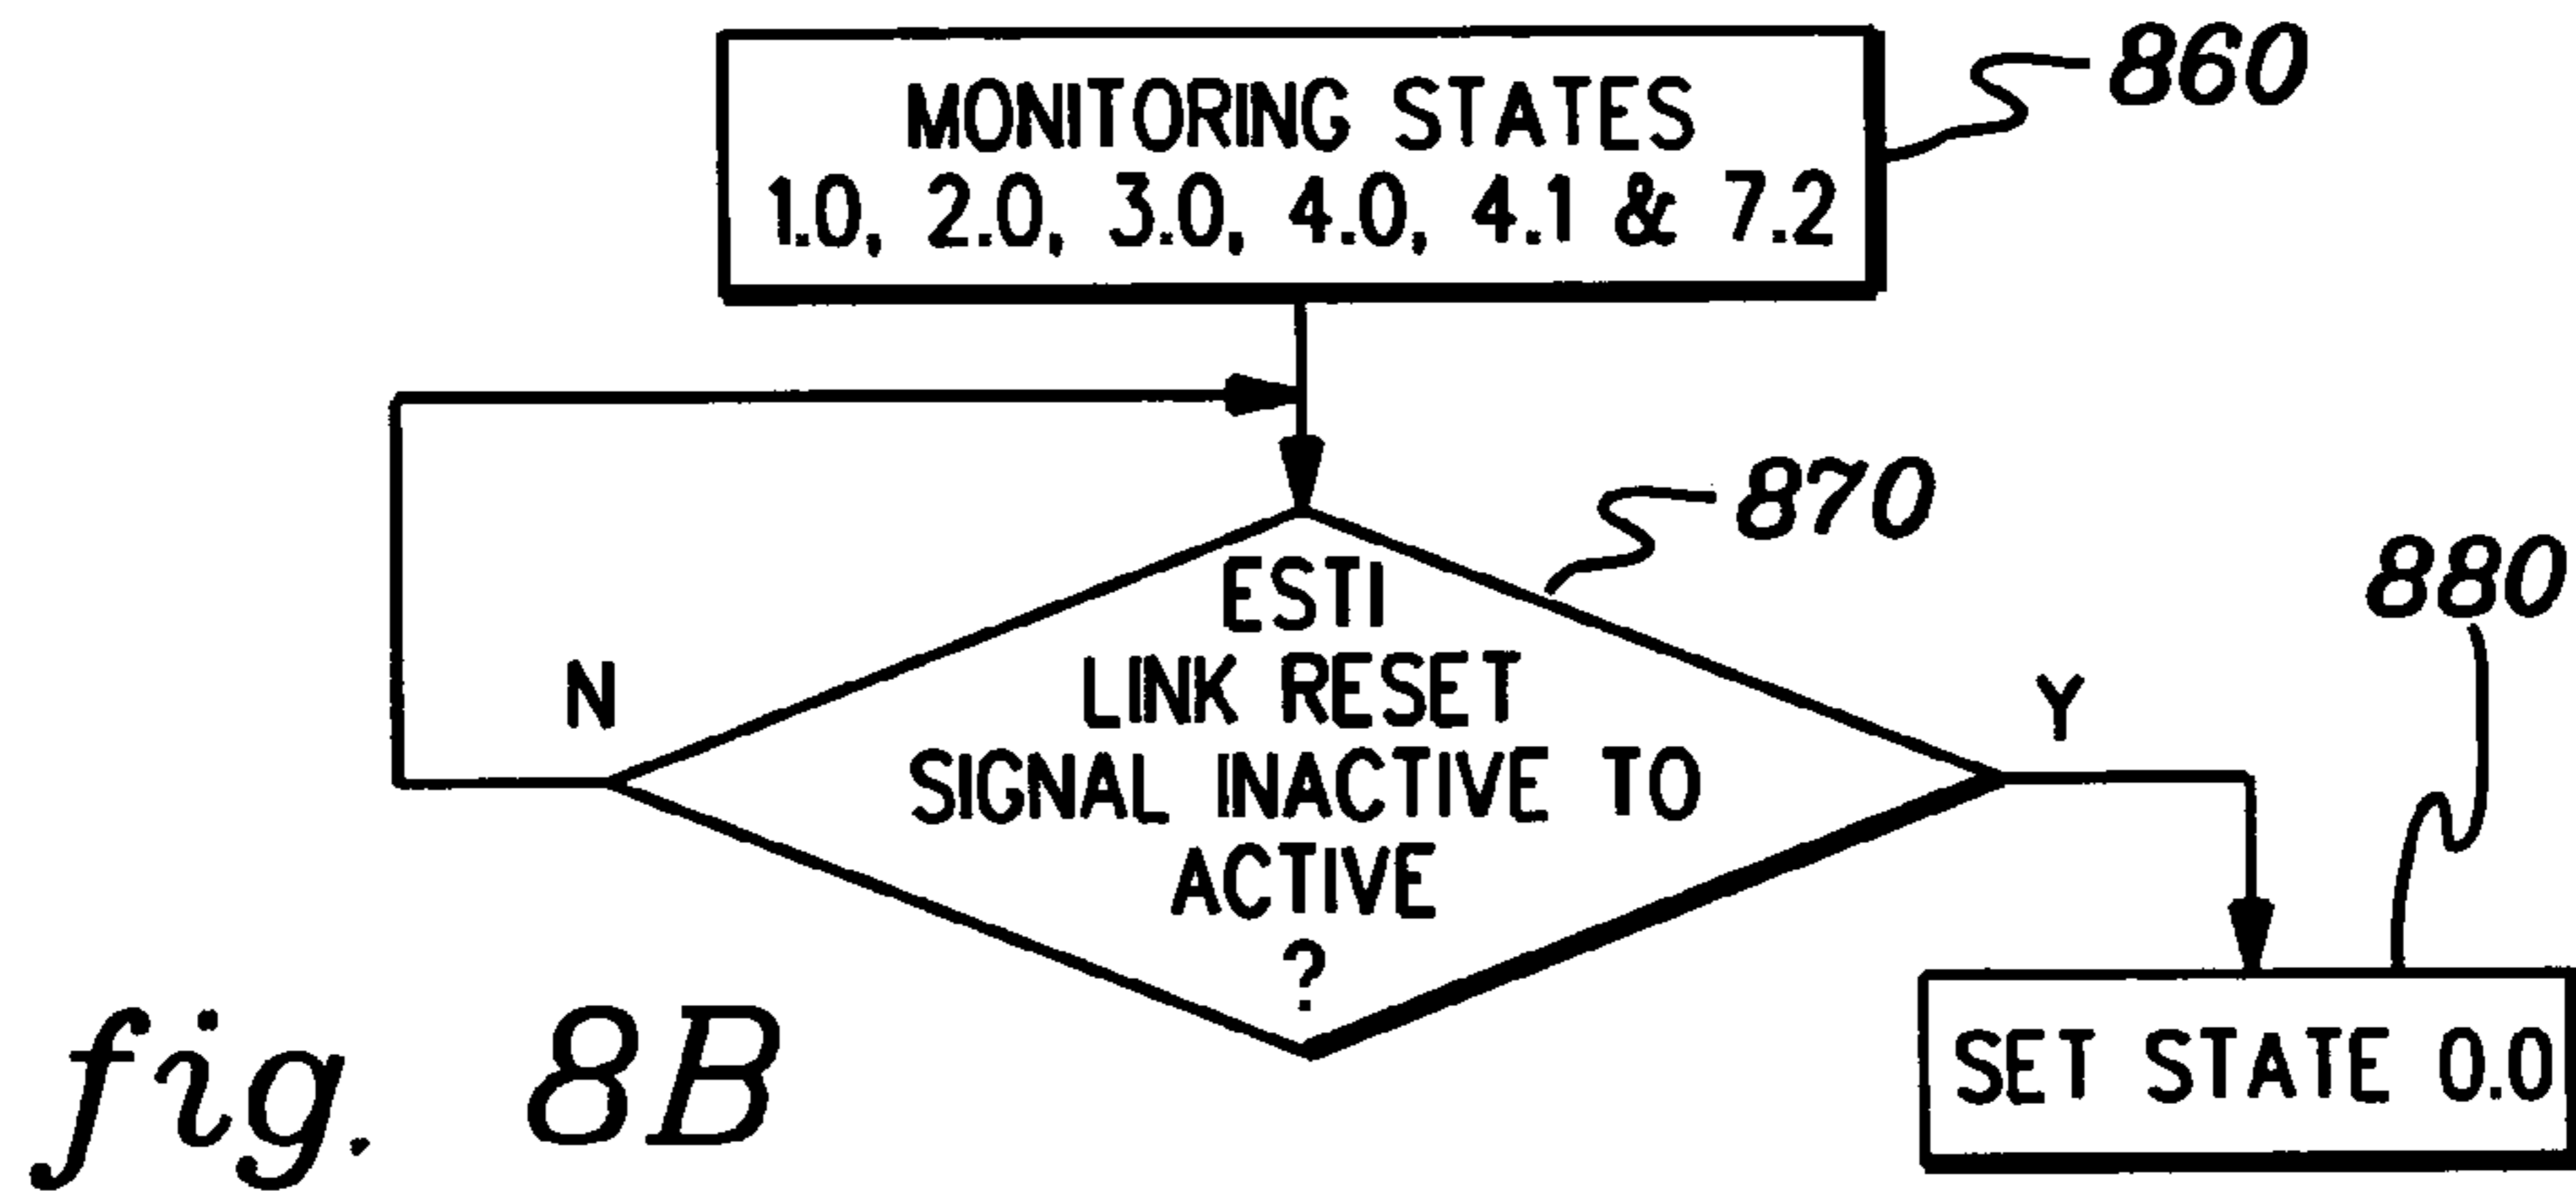 MONITORING STATES
1.0, 2.0, 3.0, 4.0, 4.1 & 7.2
860
870
ESTI
LINK RESET
SIGNAL INACTIVE TO
ACTIVE
?
N
Y
880
SET STATE 0.0
fig. 8B